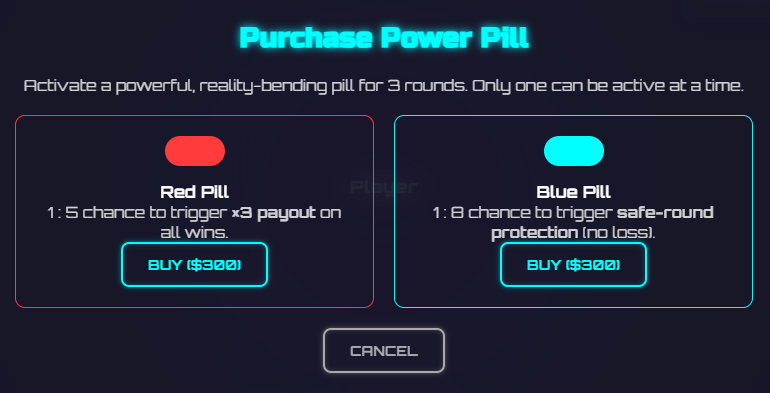 Purchase Power Pill
Activate a powerful, reality-bending pill for 3 rounds. Only one can be active at a time.
Player
Red Pill
1 : 5 chance to trigger ×3 payout on
all wins.
BUY ($300)
Blue Pill
1 : 8 chance to trigger safe-round
protection (no loss).
BUY ($300)
CANCEL